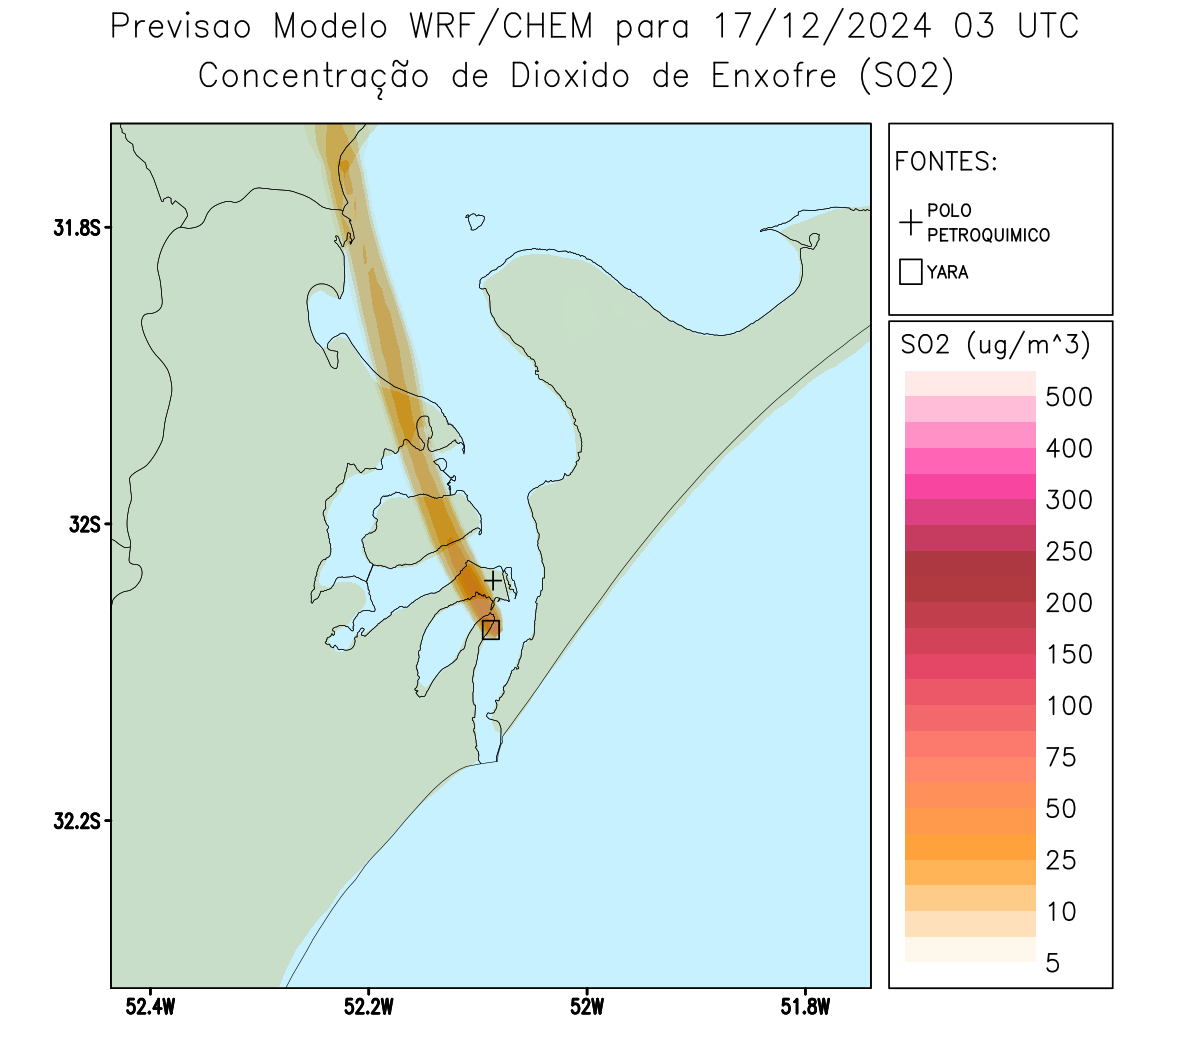 Previsao Modelo WRF/CHEM para 17/12/2024 03 UTC
Concentração de Dioxido de Enxofre (SO2)
FONTES:
POLO
PETROQUIMICO
YARA
SO2 (ug/m^3)
500
400
300
250
200
150
100
75
50
25
10
5
31.8S
32S
32.2S
52.4W
52.2W
52W
51.8W